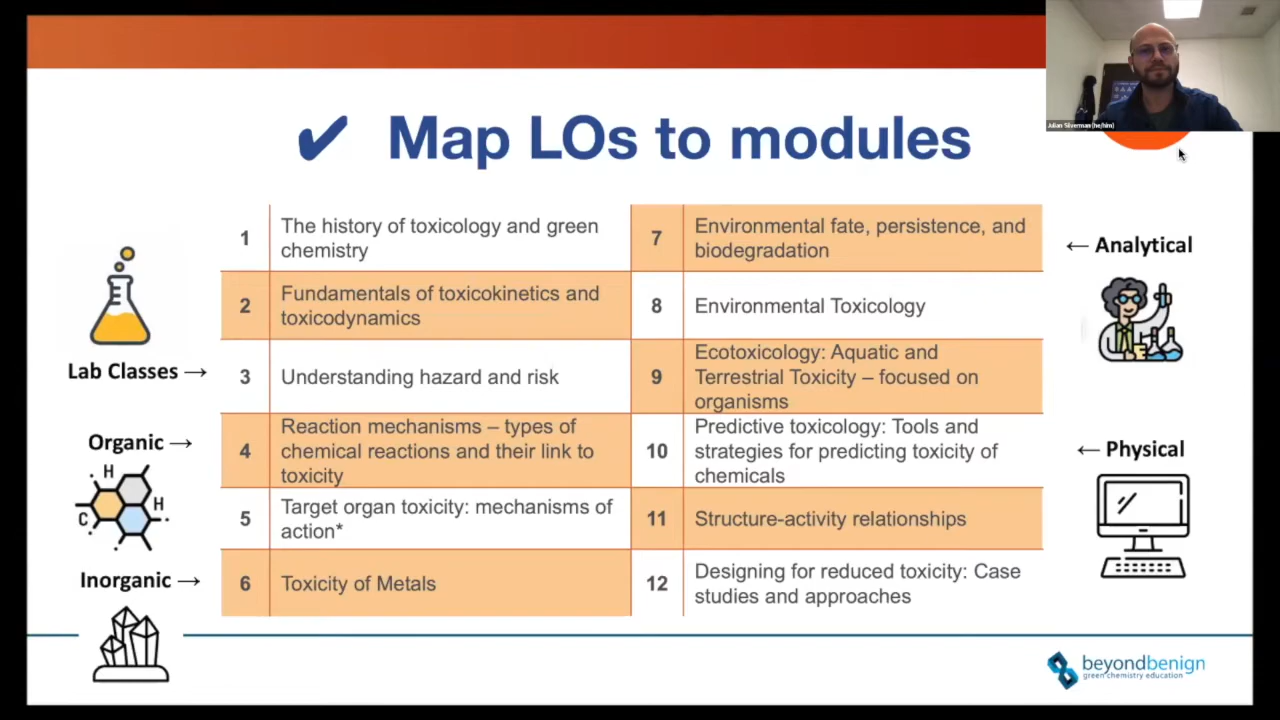 Julian Silverman (he/him)
✔ Map LOs to modules
Lab Classes →
Organic →
H
H
C
Inorganic →
1
The history of toxicology and green
chemistry
2
Fundamentals of toxicokinetics and
toxicodynamics
3
Understanding hazard and risk
4
Reaction mechanisms – types of
chemical reactions and their link to
toxicity
5
Target organ toxicity: mechanisms of
action*
6
Toxicity of Metals
7
Environmental fate, persistence, and
biodegradation
8
Environmental Toxicology
9
Ecotoxicology: Aquatic and
Terrestrial Toxicity – focused on
organisms
10
Predictive toxicology: Tools and
strategies for predicting toxicity of
chemicals
11
Structure-activity relationships
12
Designing for reduced toxicity: Case
studies and approaches
← Analytical
← Physical
beyondbenign
green chemistry education